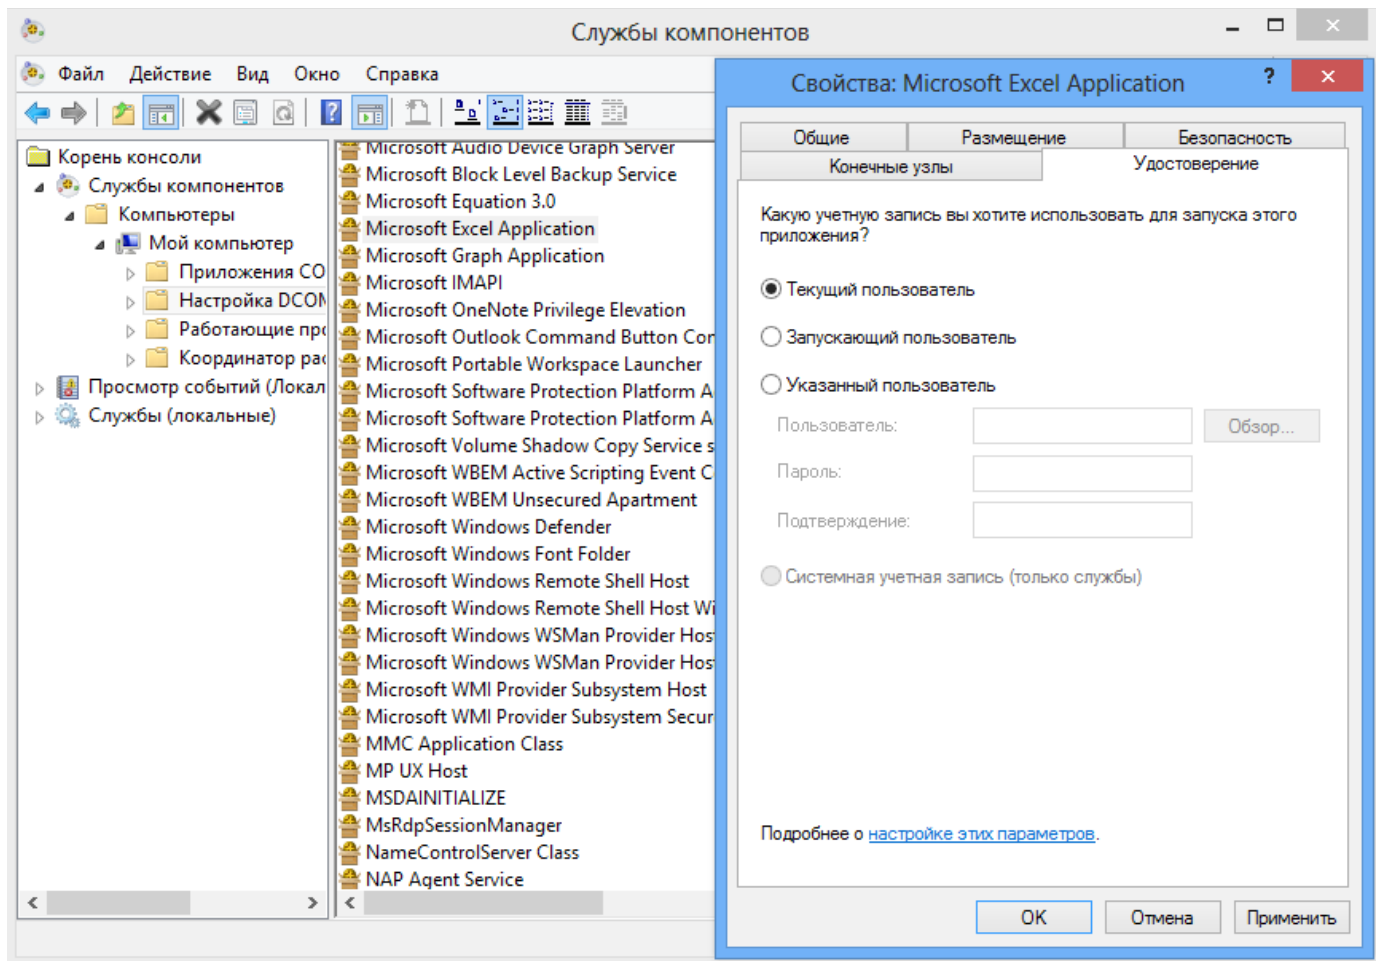 Службы компонентов
Файл Действие Вид Окно Справка
Корень консоли
Службы компонентов
Компьютеры
Мой компьютер
Приложения CO
Настройка DCOM
Работающие про
Координатор рас
Просмотр событий (Локал
Службы (локальные)
Microsoft Audio Device Graph Server
Microsoft Block Level Backup Service
Microsoft Equation 3.0
Microsoft Excel Application
Microsoft Graph Application
Microsoft IMAPI
Microsoft OneNote Privilege Elevation
Microsoft Outlook Command Button Con
Microsoft Portable Workspace Launcher
Microsoft Software Protection Platform A
Microsoft Software Protection Platform A
Microsoft Volume Shadow Copy Service s
Microsoft WBEM Active Scripting Event C
Microsoft WBEM Unsecured Apartment
Microsoft Windows Defender
Microsoft Windows Font Folder
Microsoft Windows Remote Shell Host
Microsoft Windows Remote Shell Host Wi
Microsoft Windows WSMan Provider Host
Microsoft Windows WSMan Provider Host
Microsoft WMI Provider Subsystem Host
Microsoft WMI Provider Subsystem Secur
MMC Application Class
MP UX Host
MSDAINITIALIZE
MsRdpSessionManager
NameControlServer Class
NAP Agent Service
Свойства: Microsoft Excel Application
Общие Размещение Безопасность
Конечные узлы Удостоверение
Какую учетную запись вы хотите использовать для запуска этого
приложения?
Текущий пользователь
Запускающий пользователь
Указанный пользователь
Пользователь: Обзор...
Пароль:
Подтверждение:
Системная учетная запись (только службы)
Подробнее о настройке этих параметров.
OK Отмена Применить